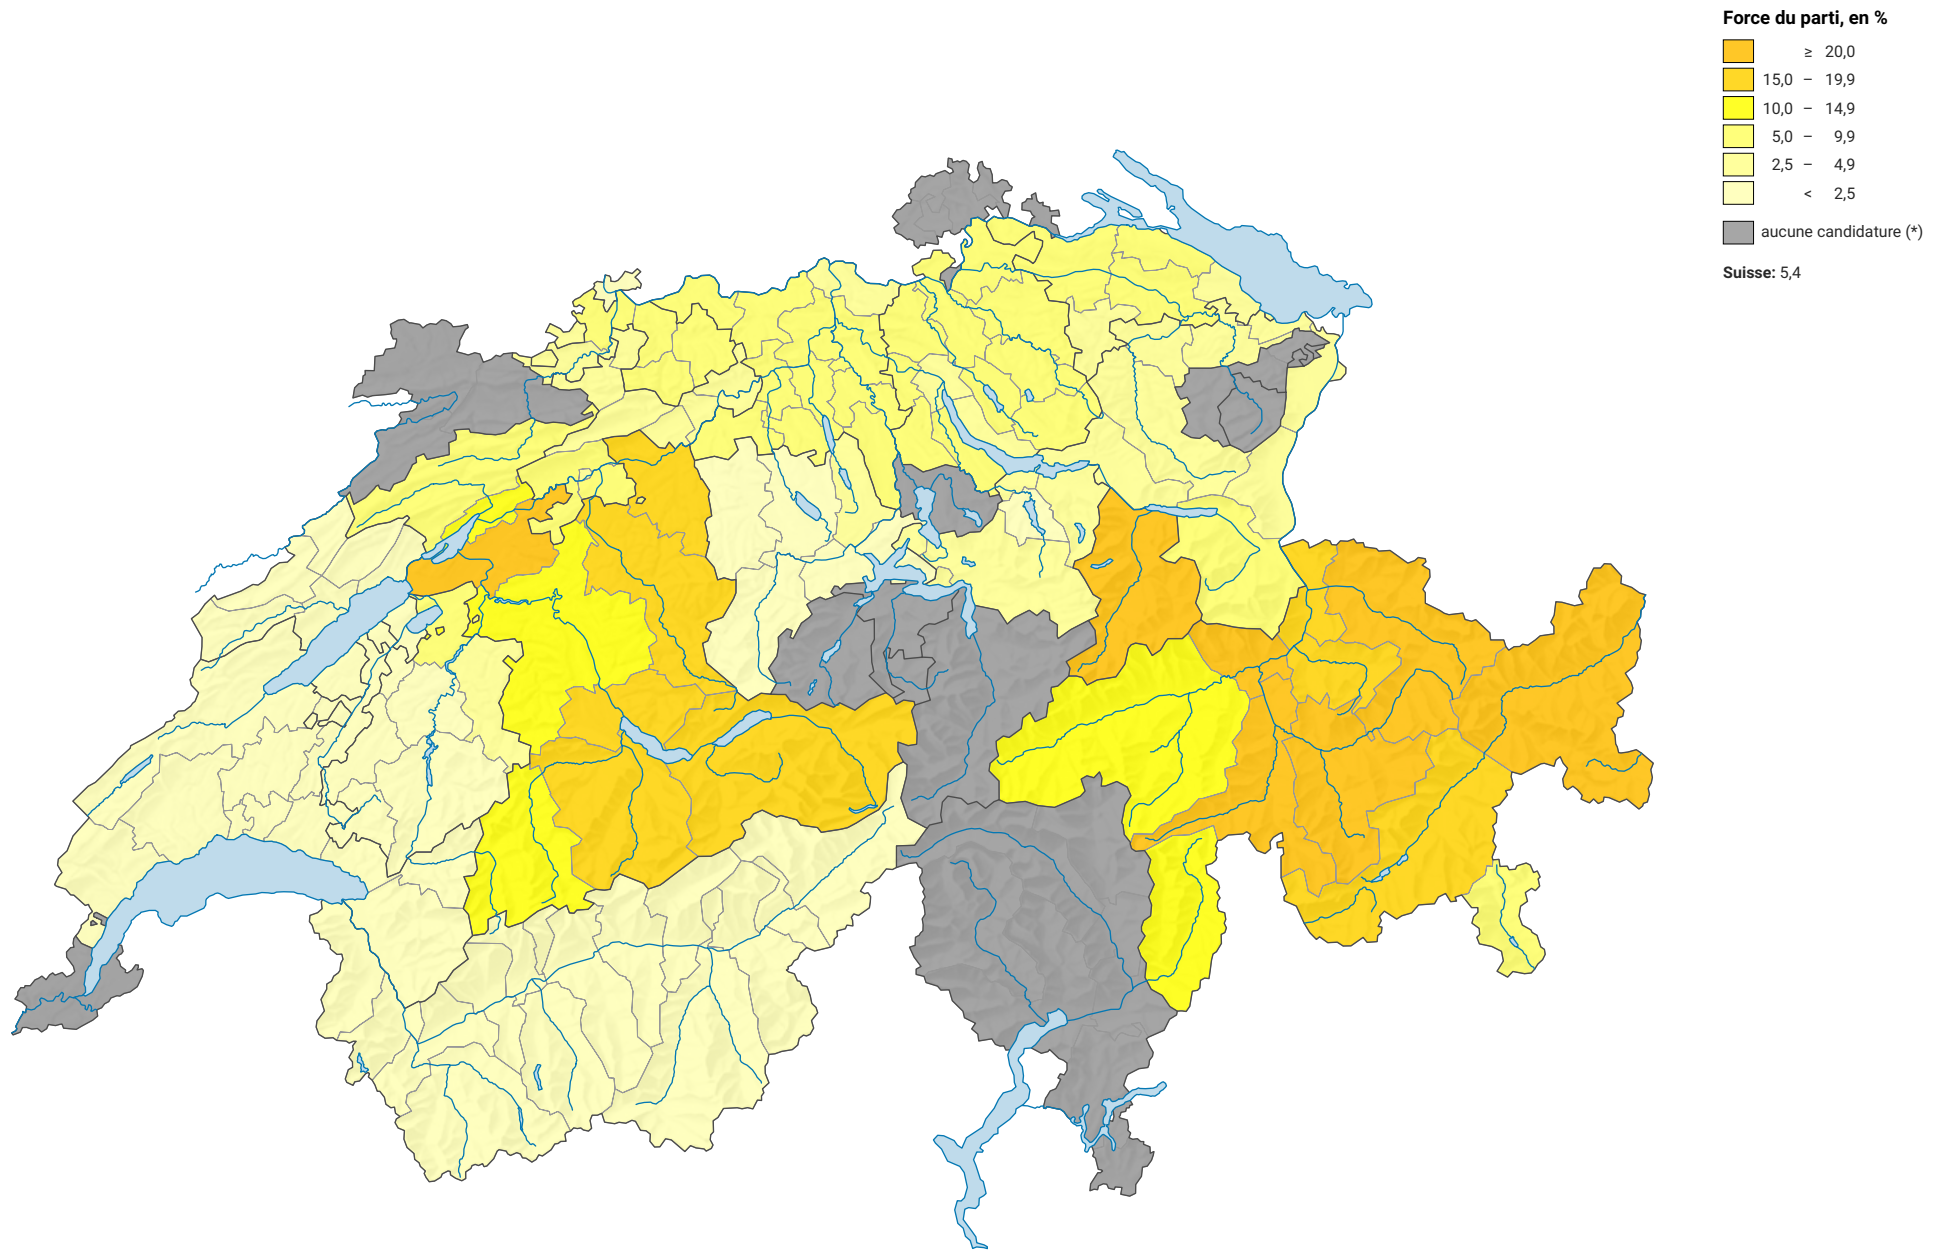 Force du parti, en %
≥ 20,0
15,0 – 19,9
10,0 – 14,9
5,0 – 9,9
2,5 – 4,9
< 2,5
aucune candidature (*)
Suisse: 5,4